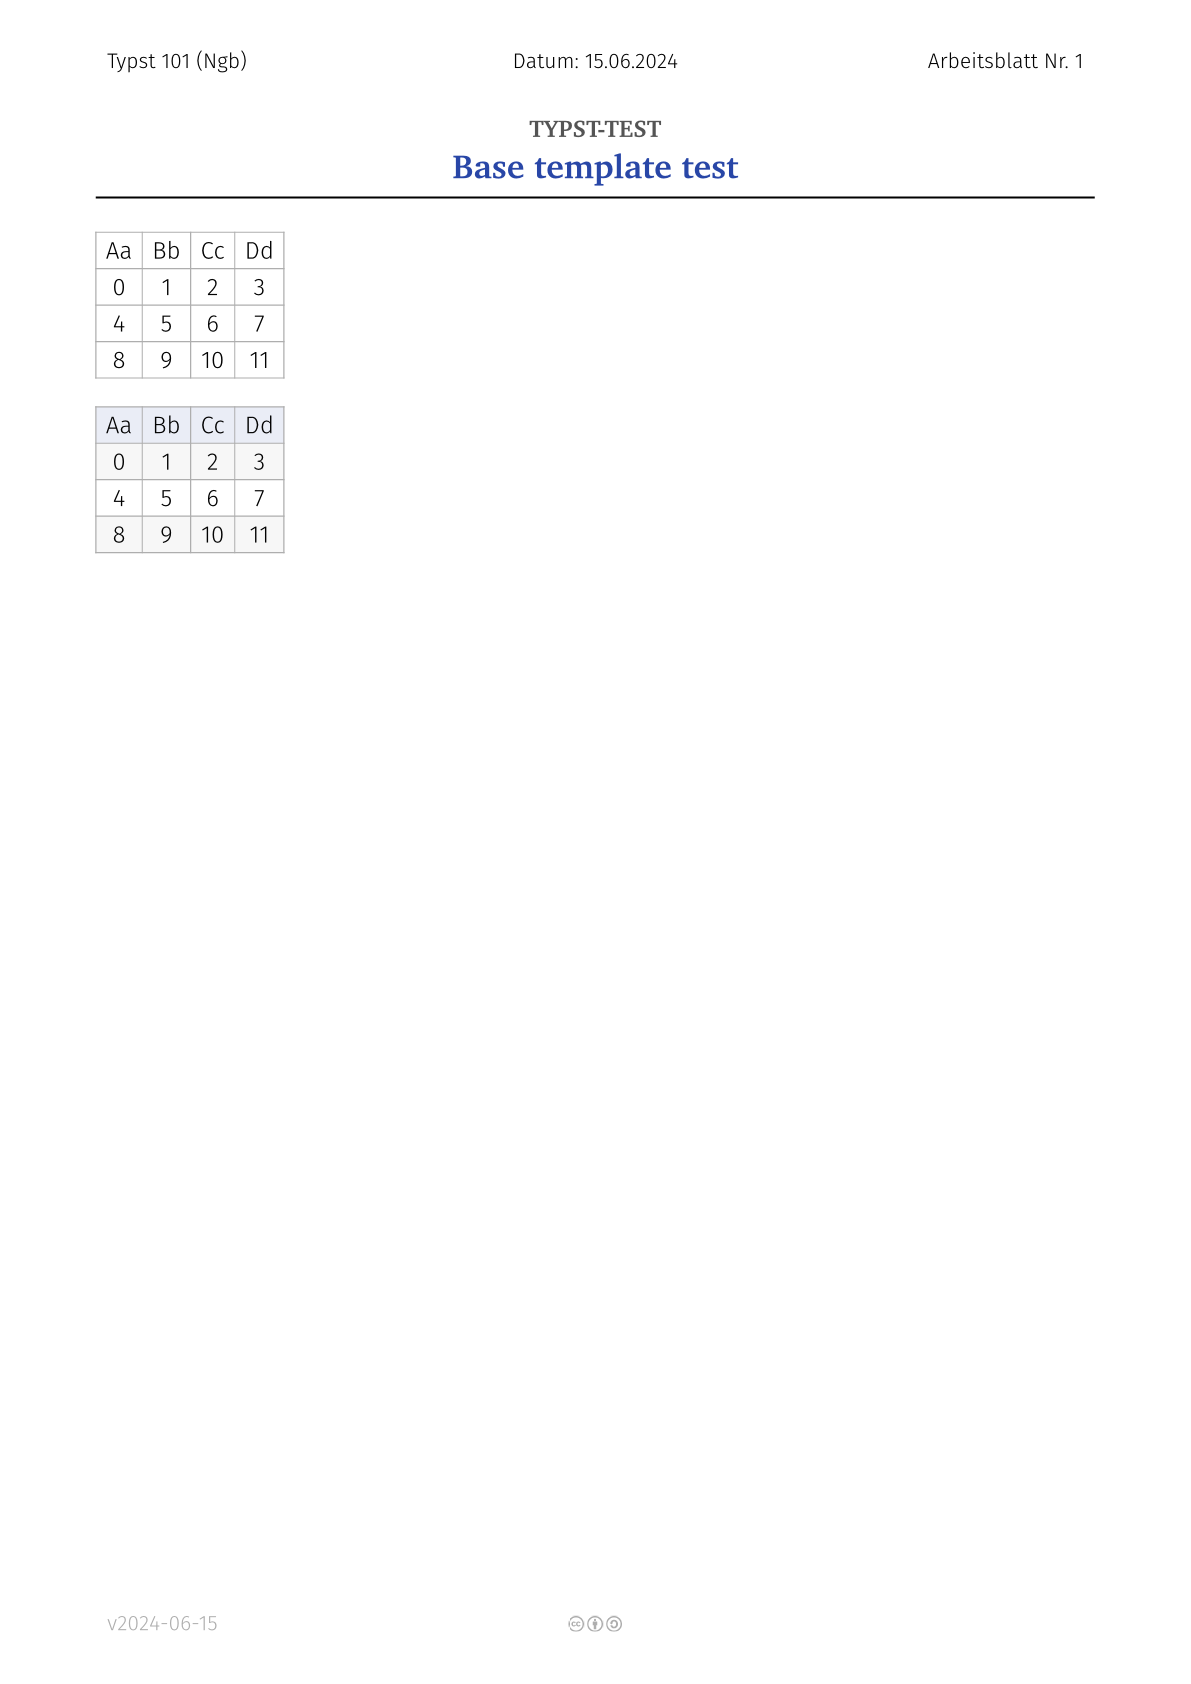 Typst 101 (Ngb) Datum: 15.06.2024 Arbeitsblatt Nr. 1
TYPST-TEST
Base template test
Aa Bb Cc Dd
0 1 2 3
4 5 6 7
8 9 10 11
Aa Bb Cc Dd
0 1 2 3
4 5 6 7
8 9 10 11
v2024-06-15